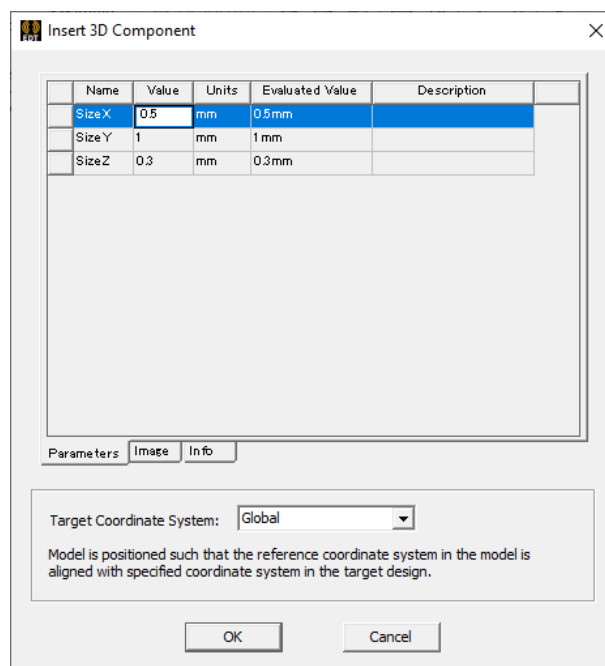 EDT Insert 3D Component
Name Value Units Evaluated Value Description
SizeX 0.5 mm 0.5mm
SizeY 1 mm 1mm
SizeZ 0.3 mm 0.3mm
Parameters Image Info
Target Coordinate System: Global
Model is positioned such that the reference coordinate system in the model is
aligned with specified coordinate system in the target design.
OK Cancel